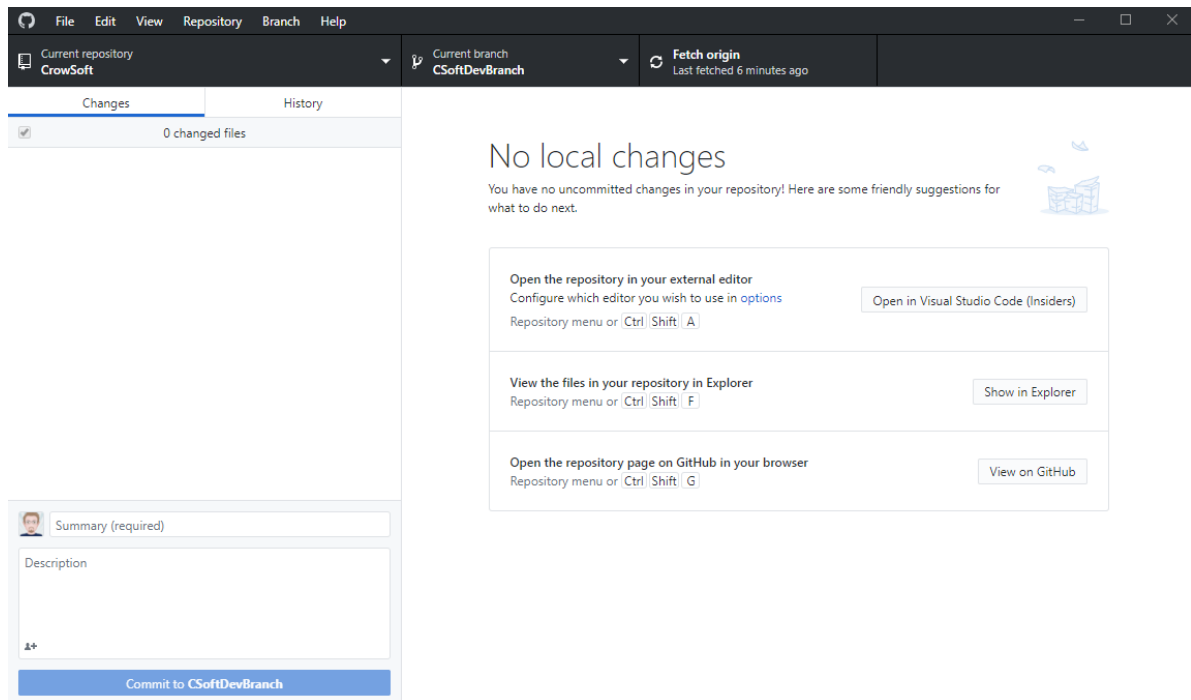 File Edit View Repository Branch Help
Current repository
CrowSoft
Current branch
CSoftDevBranch
Fetch origin
Last fetched 6 minutes ago
Changes
History
0 changed files
No local changes
You have no uncommitted changes in your repository! Here are some friendly suggestions for
what to do next.
Open the repository in your external editor
Configure which editor you wish to use in options
Repository menu or Ctrl Shift A
Open in Visual Studio Code (Insiders)
View the files in your repository in Explorer
Repository menu or Ctrl Shift F
Show in Explorer
Open the repository page on GitHub in your browser
Repository menu or Ctrl Shift G
View on GitHub
Summary (required)
Description
Commit to CSoftDevBranch